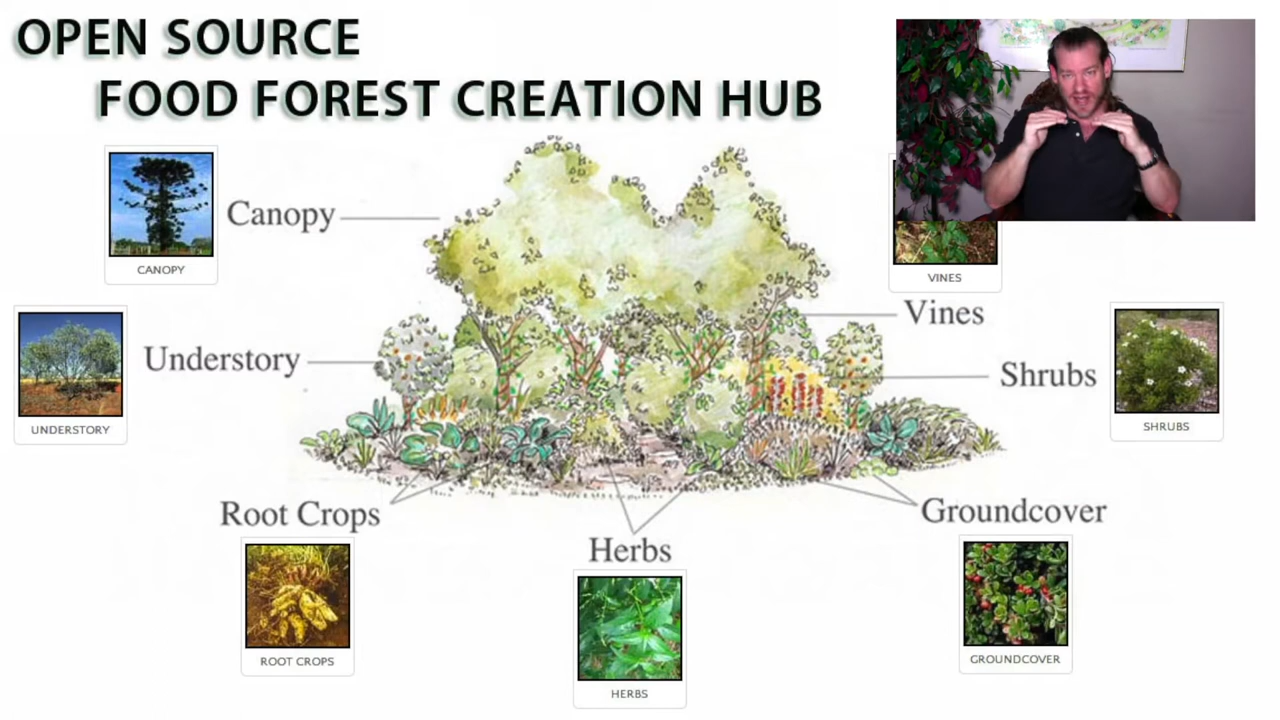 OPEN SOURCE
FOOD FOREST CREATION HUB
CANOPY
Canopy
VINES
Vines
UNDERSTORY
Understory
Shrubs
SHRUBS
Root Crops
ROOT CROPS
Herbs
HERBS
Groundcover
GROUNDCOVER